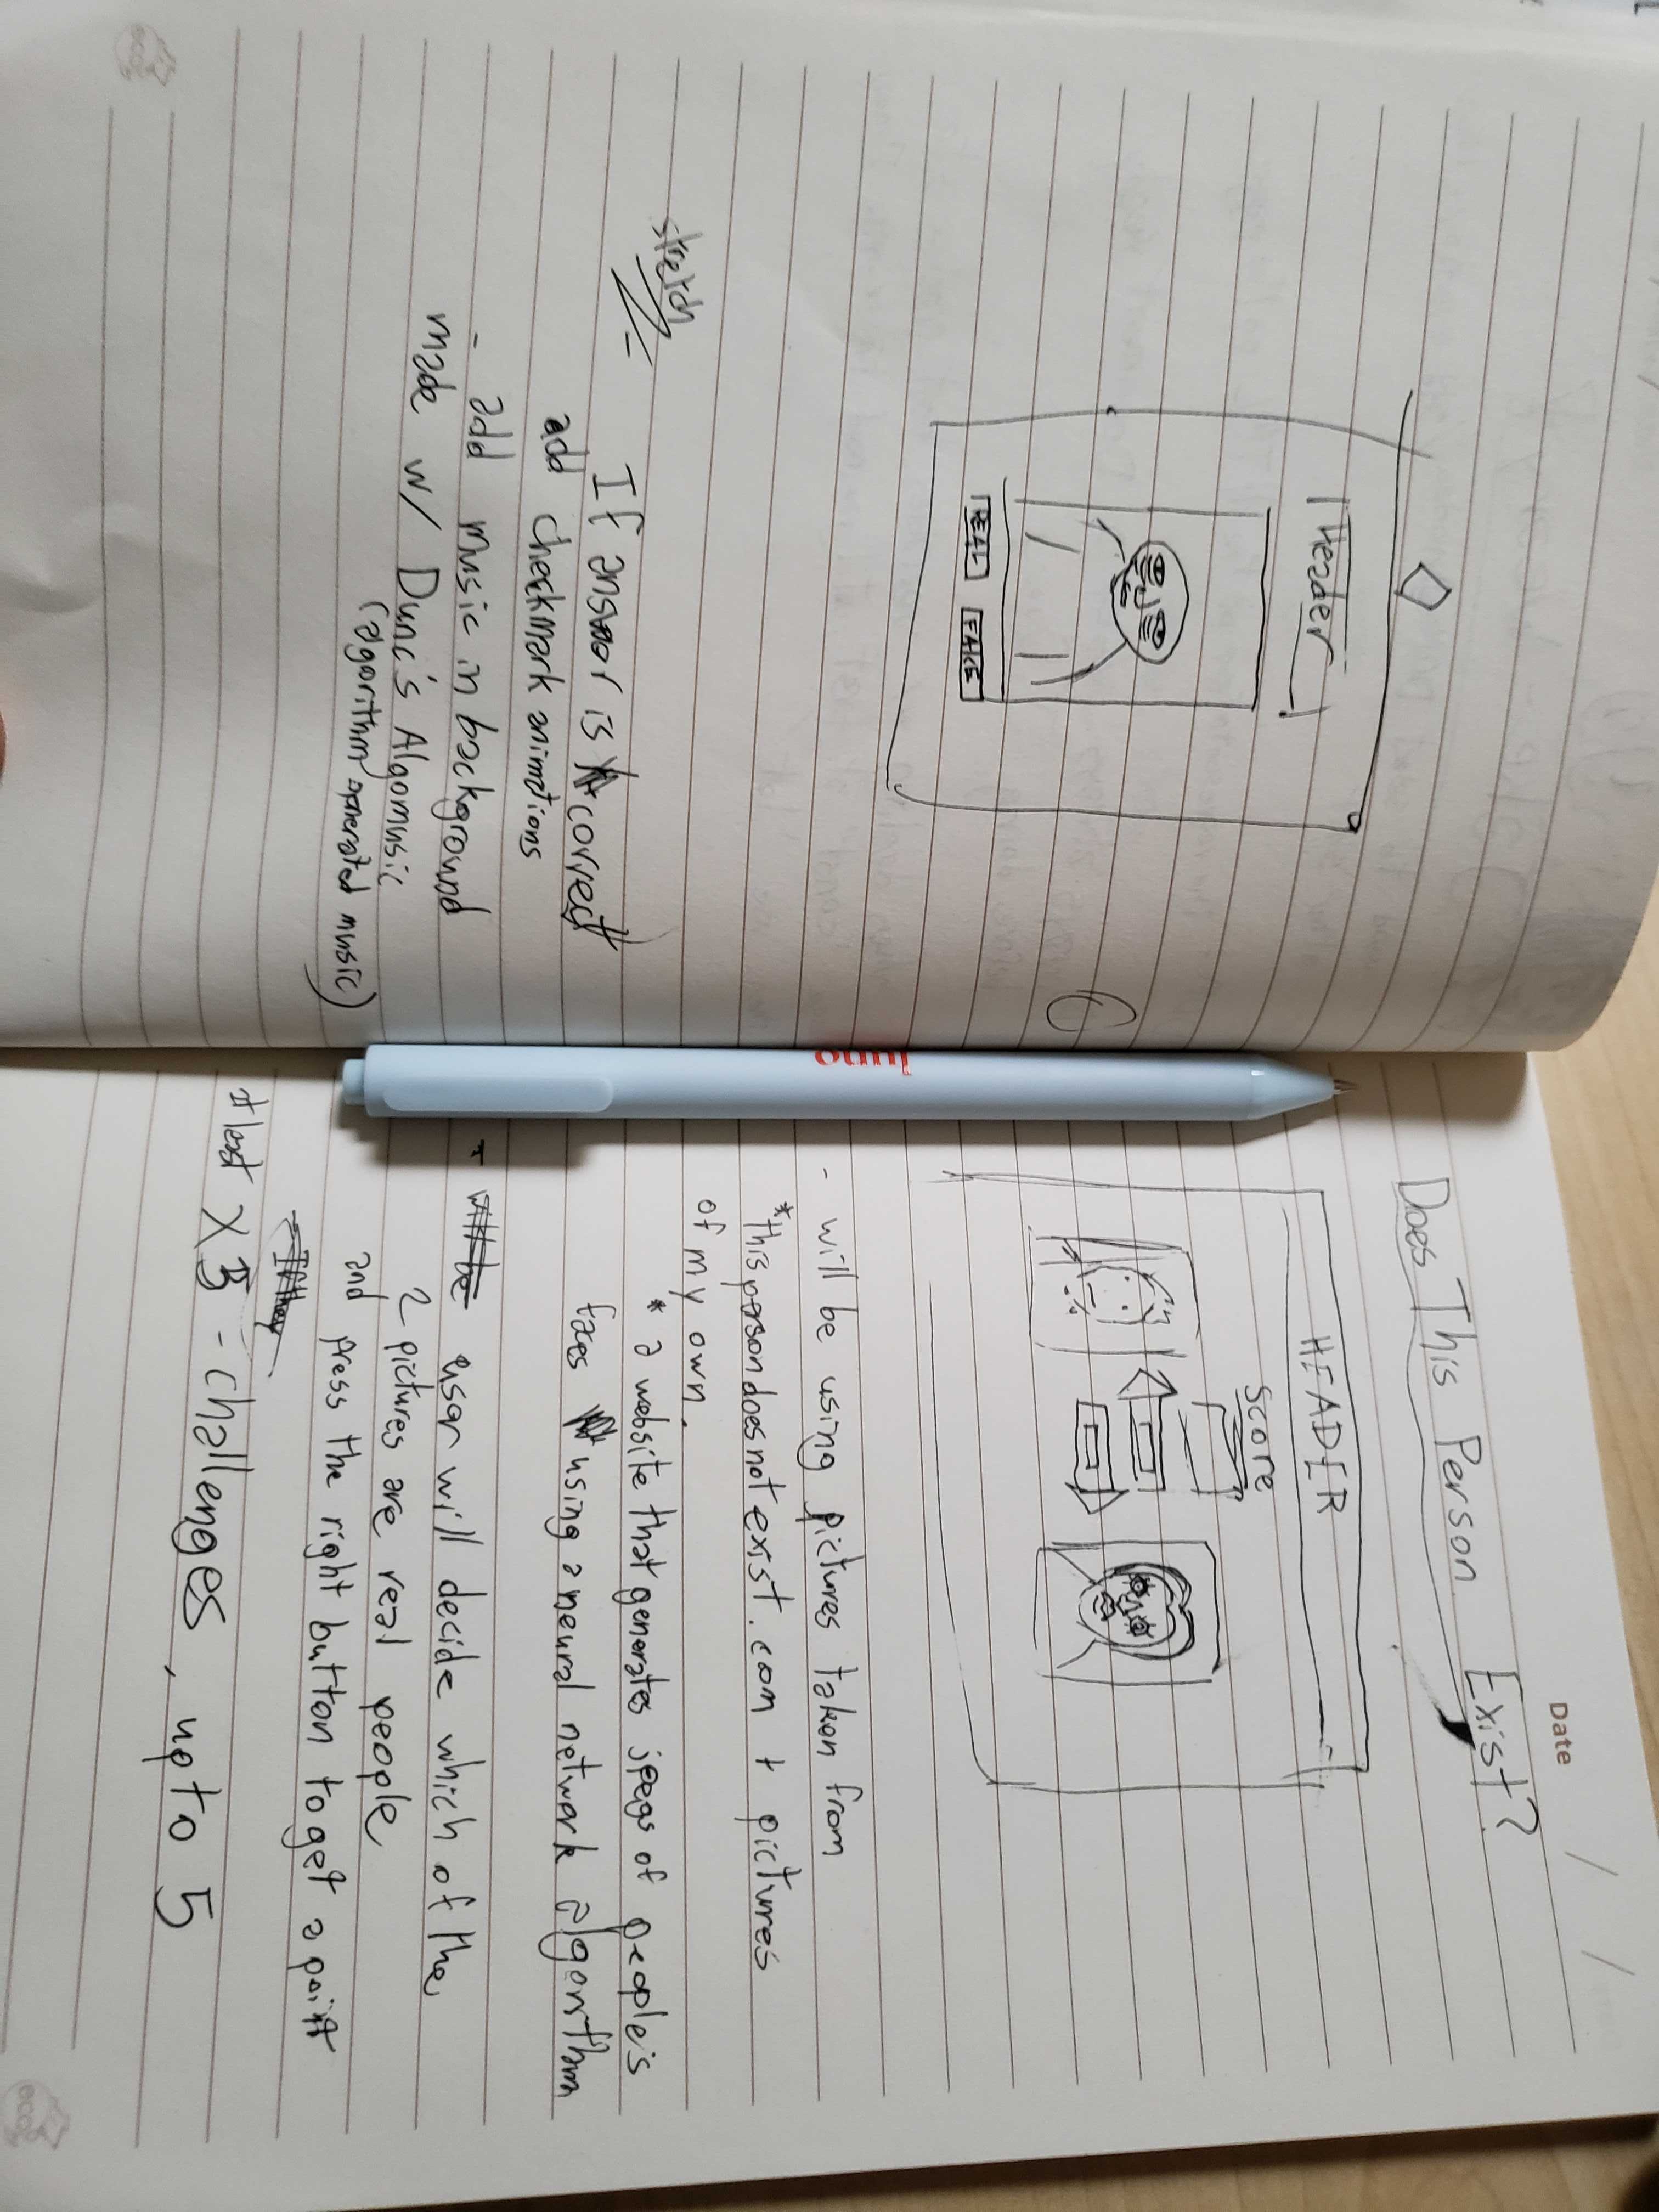 Header
REAL FAKE
stretch
If answer is correct
add checkmark animations
- add music in background
made w/ Dunc's Algomusic
(algorithm generated music)
Date / /
Does This Person Exist?
HEADER
Score
- will be using pictures taken from
*thispersondoesnotexist.com + pictures
of my own.
* a website that generates
of people's
faces using a neural network algorithm
- user will decide which of the
2 pictures are real people
and press the right button to get a point
at least x3 - challenges, up to 5
eco
eco